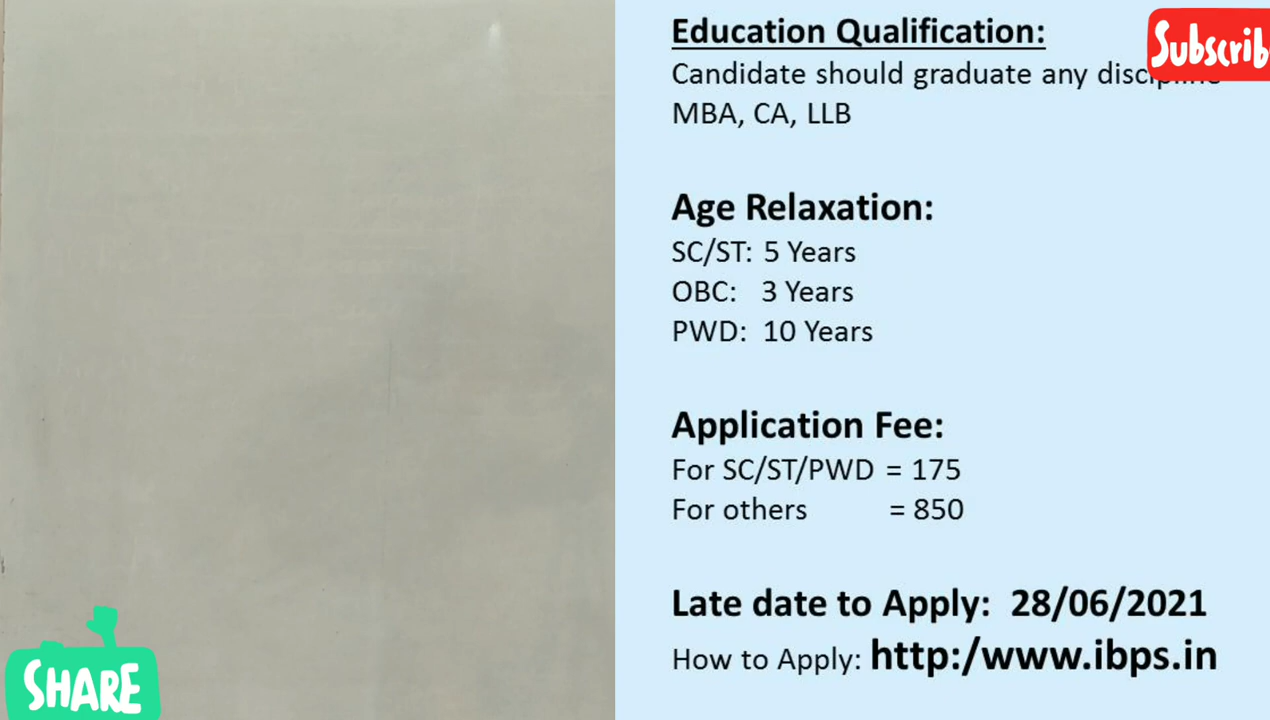 Education Qualification:
Candidate should graduate any discipline
MBA, CA, LLB
Age Relaxation:
SC/ST: 5 Years
OBC: 3 Years
PWD: 10 Years
Application Fee:
For SC/ST/PWD = 175
For others = 850
Late date to Apply: 28/06/2021
How to Apply: http:/www.ibps.in
Subscrib
SHARE